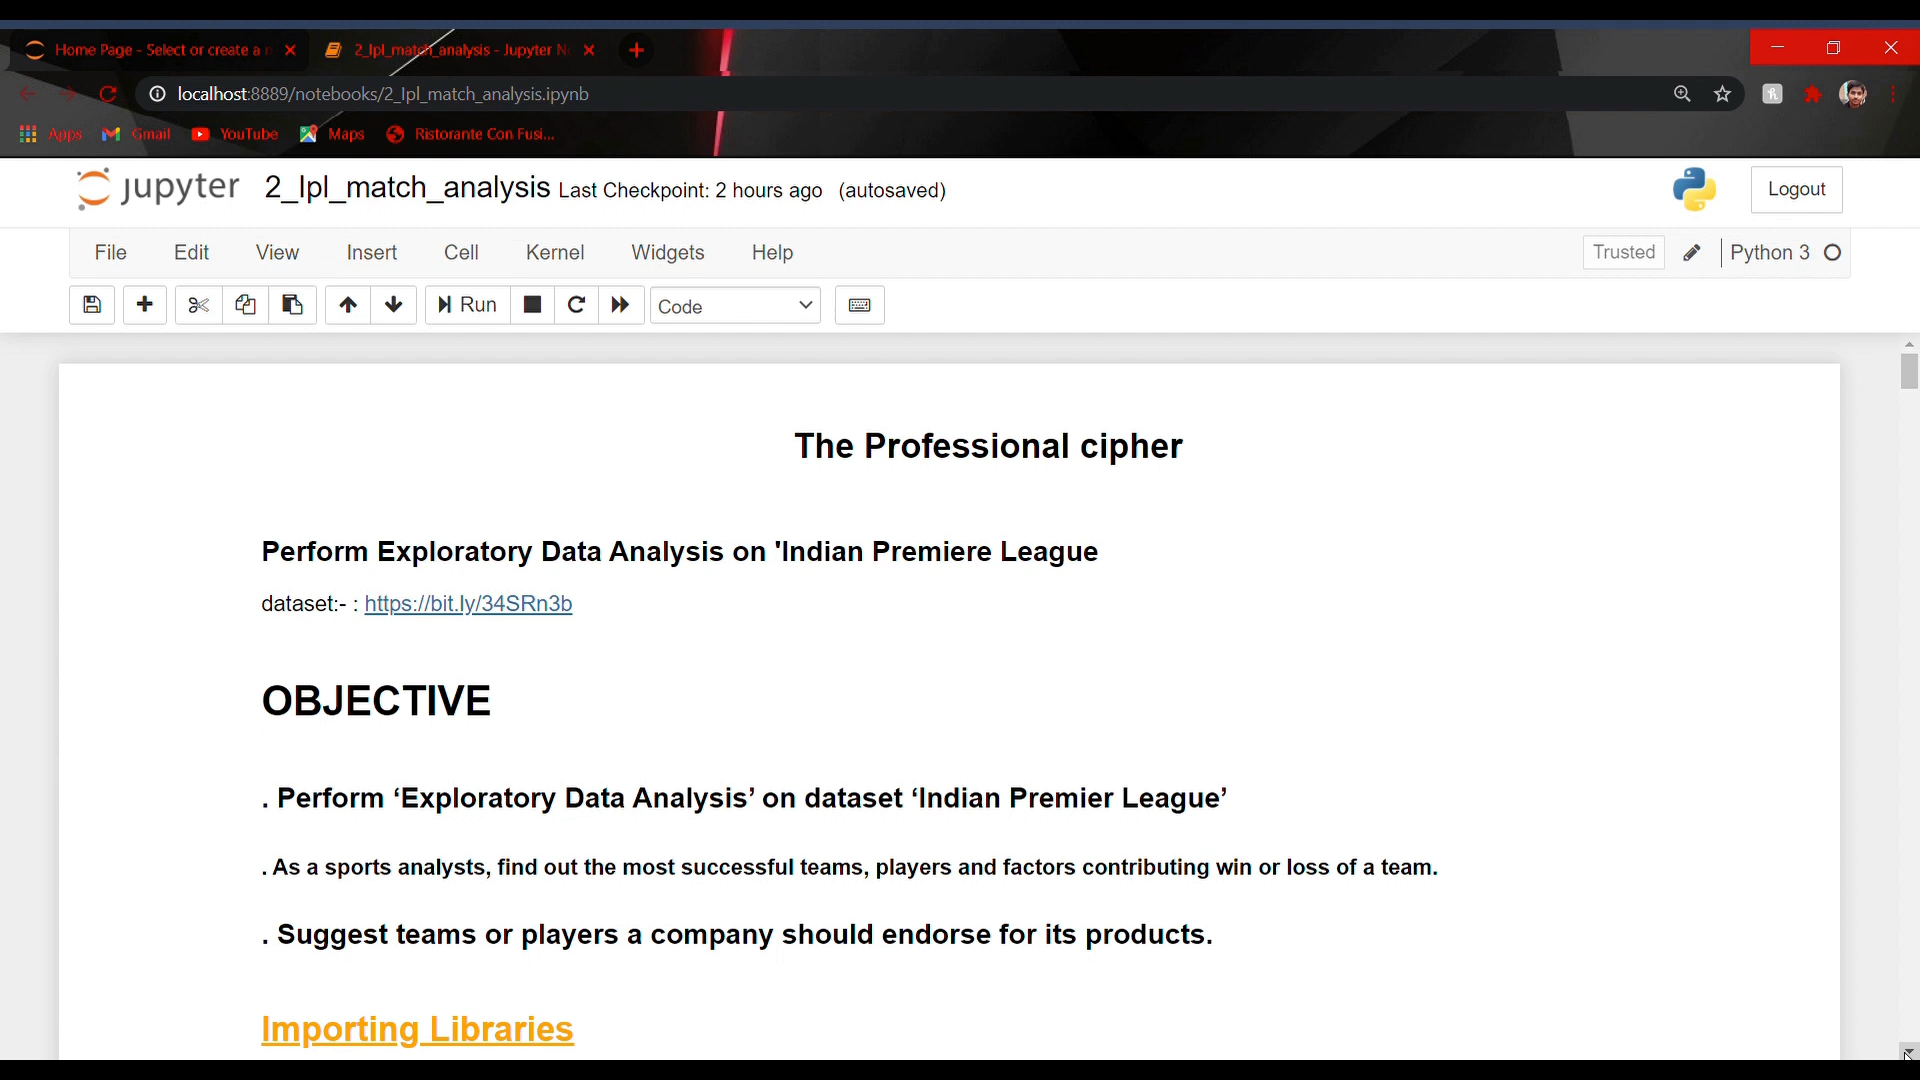 Home Page - Select or create a n
2_Ipl_match_analysis - Jupyter N
localhost:8889/notebooks/2_Ipl_match_analysis.ipynb
Apps Gmail YouTube Maps Ristorante Con Fusi...
jupyter 2_Ipl_match_analysis Last Checkpoint: 2 hours ago (autosaved) Logout
File Edit View Insert Cell Kernel Widgets Help Trusted Python 3
Run Code
The Professional cipher
Perform Exploratory Data Analysis on 'Indian Premiere League
dataset:- : https://bit.ly/34SRn3b
OBJECTIVE
. Perform ‘Exploratory Data Analysis’ on dataset ‘Indian Premier League’
. As a sports analysts, find out the most successful teams, players and factors contributing win or loss of a team.
. Suggest teams or players a company should endorse for its products.
Importing Libraries